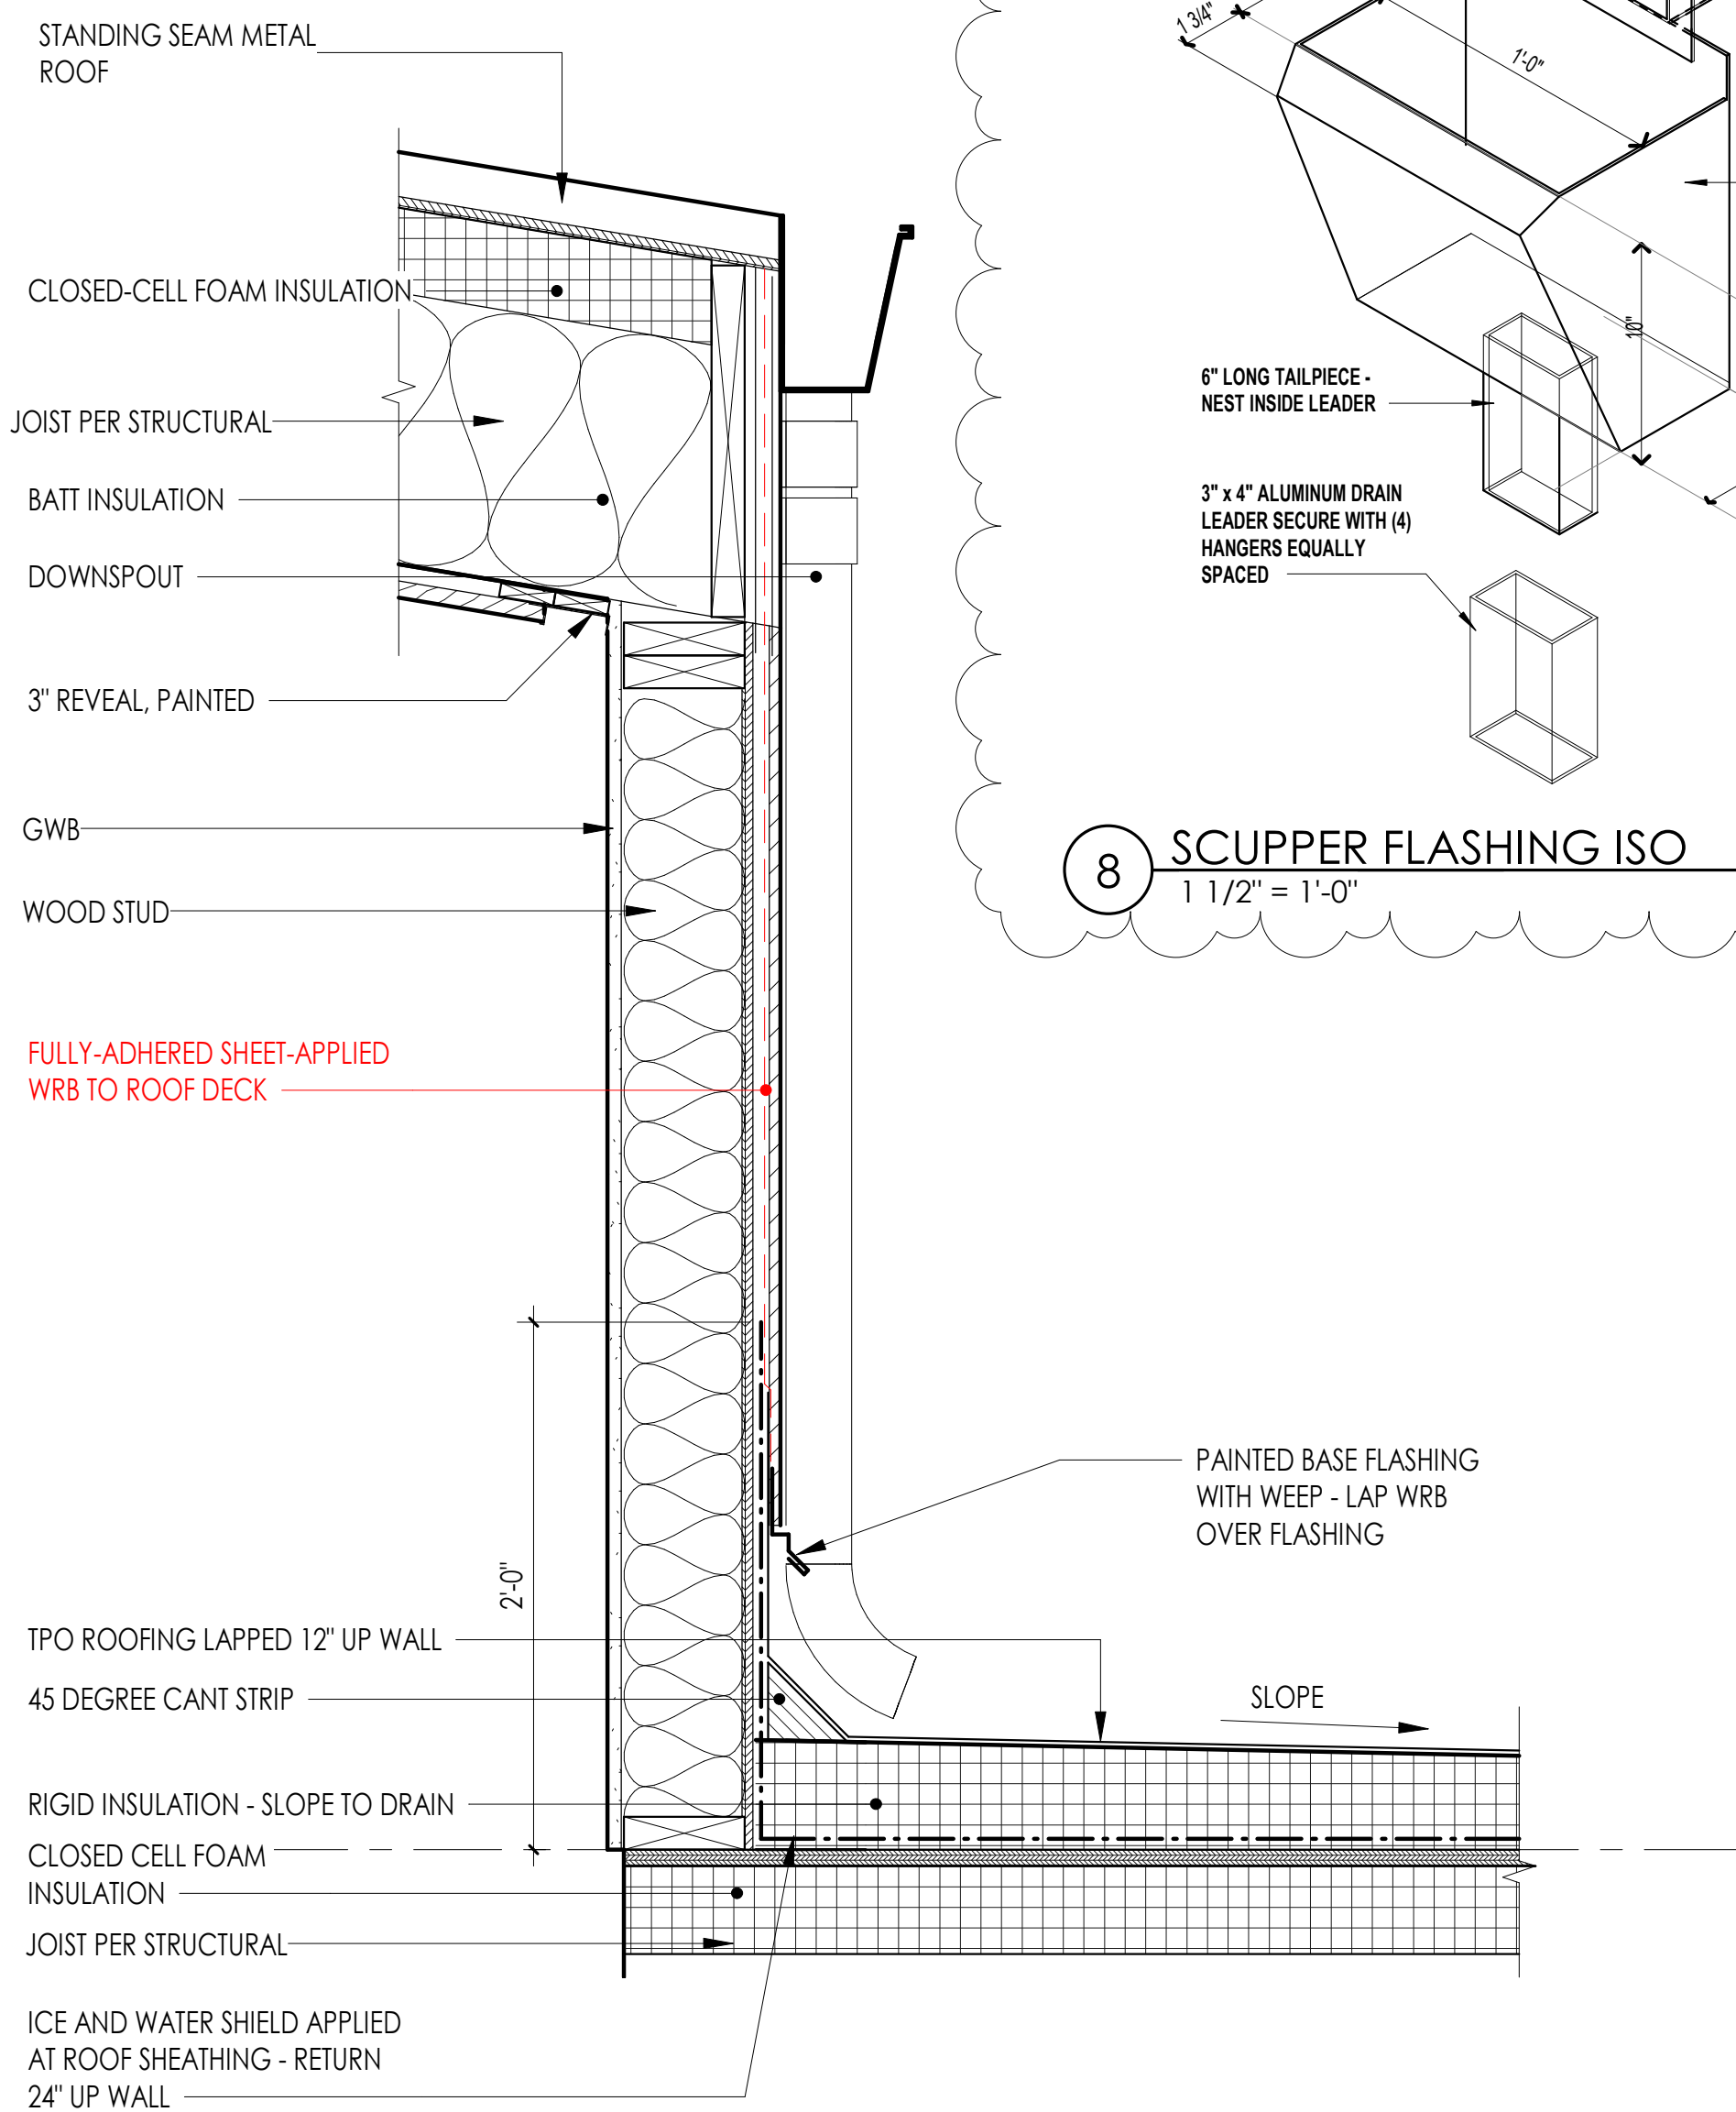 STANDING SEAM METAL
ROOF
CLOSED-CELL FOAM INSULATION
JOIST PER STRUCTURAL
BATT INSULATION
DOWNSPOUT
3" REVEAL, PAINTED
GWB
WOOD STUD
FULLY-ADHERED SHEET-APPLIED
WRB TO ROOF DECK
2'-0"
TPO ROOFING LAPPED 12" UP WALL
45 DEGREE CANT STRIP
RIGID INSULATION - SLOPE TO DRAIN
CLOSED CELL FOAM
INSULATION
JOIST PER STRUCTURAL
ICE AND WATER SHIELD APPLIED
AT ROOF SHEATHING - RETURN
24" UP WALL
PAINTED BASE FLASHING
WITH WEEP - LAP WRB
OVER FLASHING
SLOPE
1 3/4"
1'-0"
10"
6" LONG TAILPIECE -
NEST INSIDE LEADER
3" x 4" ALUMINUM DRAIN
LEADER SECURE WITH (4)
HANGERS EQUALLY
SPACED
8
SCUPPER FLASHING ISO
1 1/2" = 1'-0"